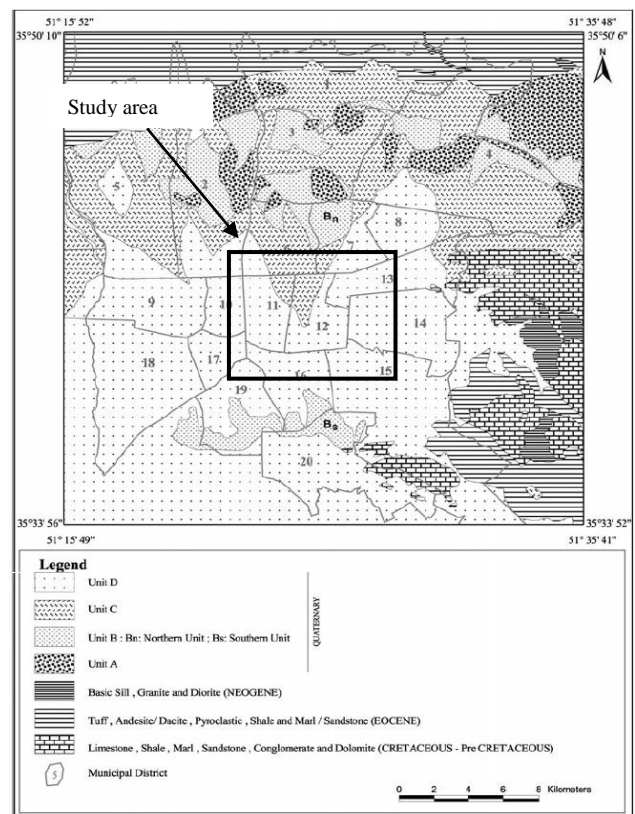 51° 15' 52"
51° 35' 48"
35° 50' 10"
35° 50' 6"
N
Study area
1
3
4
5
2
Bn
8
6
7
13
9
10
11
12
14
18
17
16
15
19
Bs
20
35° 33' 56"
35° 33' 52"
51° 15' 49"
51° 35' 41"
Legend
Unit D
Unit C
Unit B : Bn: Northern Unit ; Bs: Southern Unit
Unit A
QUATERNARY
Basic Sill , Granite and Diorite (NEOGENE)
Tuff , Andesite/ Dacite , Pyroclastic , Shale and Marl / Sandstone (EOCENE)
Limestone , Shale , Marl , Sandstone , Conglomerate and Dolomite (CRETACEOUS - Pre CRETACEOUS)
5 Municipal District
0 2 4 6 8 Kilometers